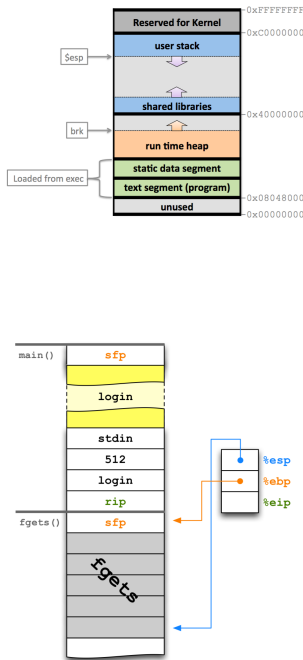 0xFFFFFFFF
Reserved for Kernel
0xC0000000
user stack
$esp
shared libraries
0x40000000
brk
run time heap
static data segment
Loaded from exec
text segment (program)
0x08048000
unused
0x00000000
main()
sfp
login
stdin
512
login
rip
fgets()
sfp
fgets
%esp
%ebp
%eip